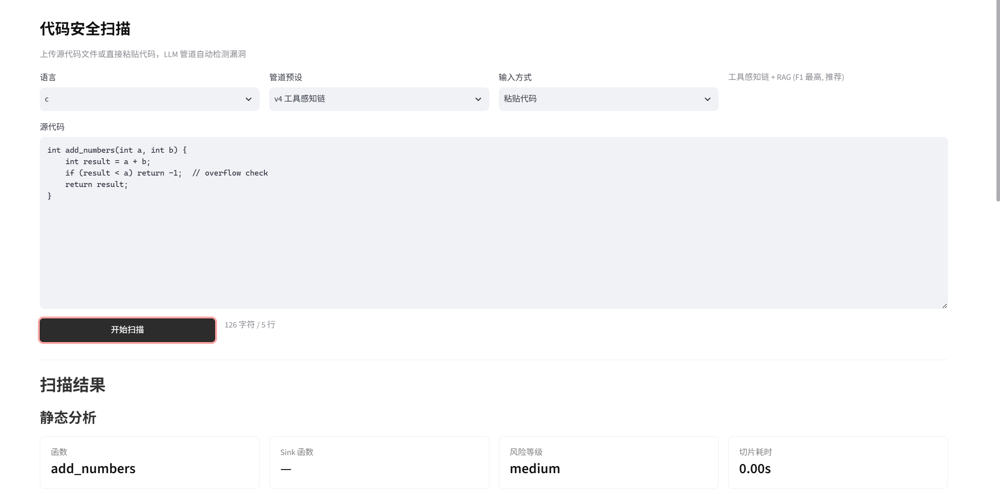 代码安全扫描
上传源代码文件或直接粘贴代码，LLM 管道自动检测漏洞
语言
管道预设
输入方式
工具感知链 + RAG (F1 最高, 推荐)
c
v4 工具感知链
粘贴代码
源代码
int add_numbers(int a, int b) {
    int result = a + b;
    if (result < a) return -1;  // overflow check
    return result;
}
开始扫描
126 字符 / 5 行
扫描结果
静态分析
函数
add_numbers
Sink 函数
—
风险等级
medium
切片耗时
0.00s